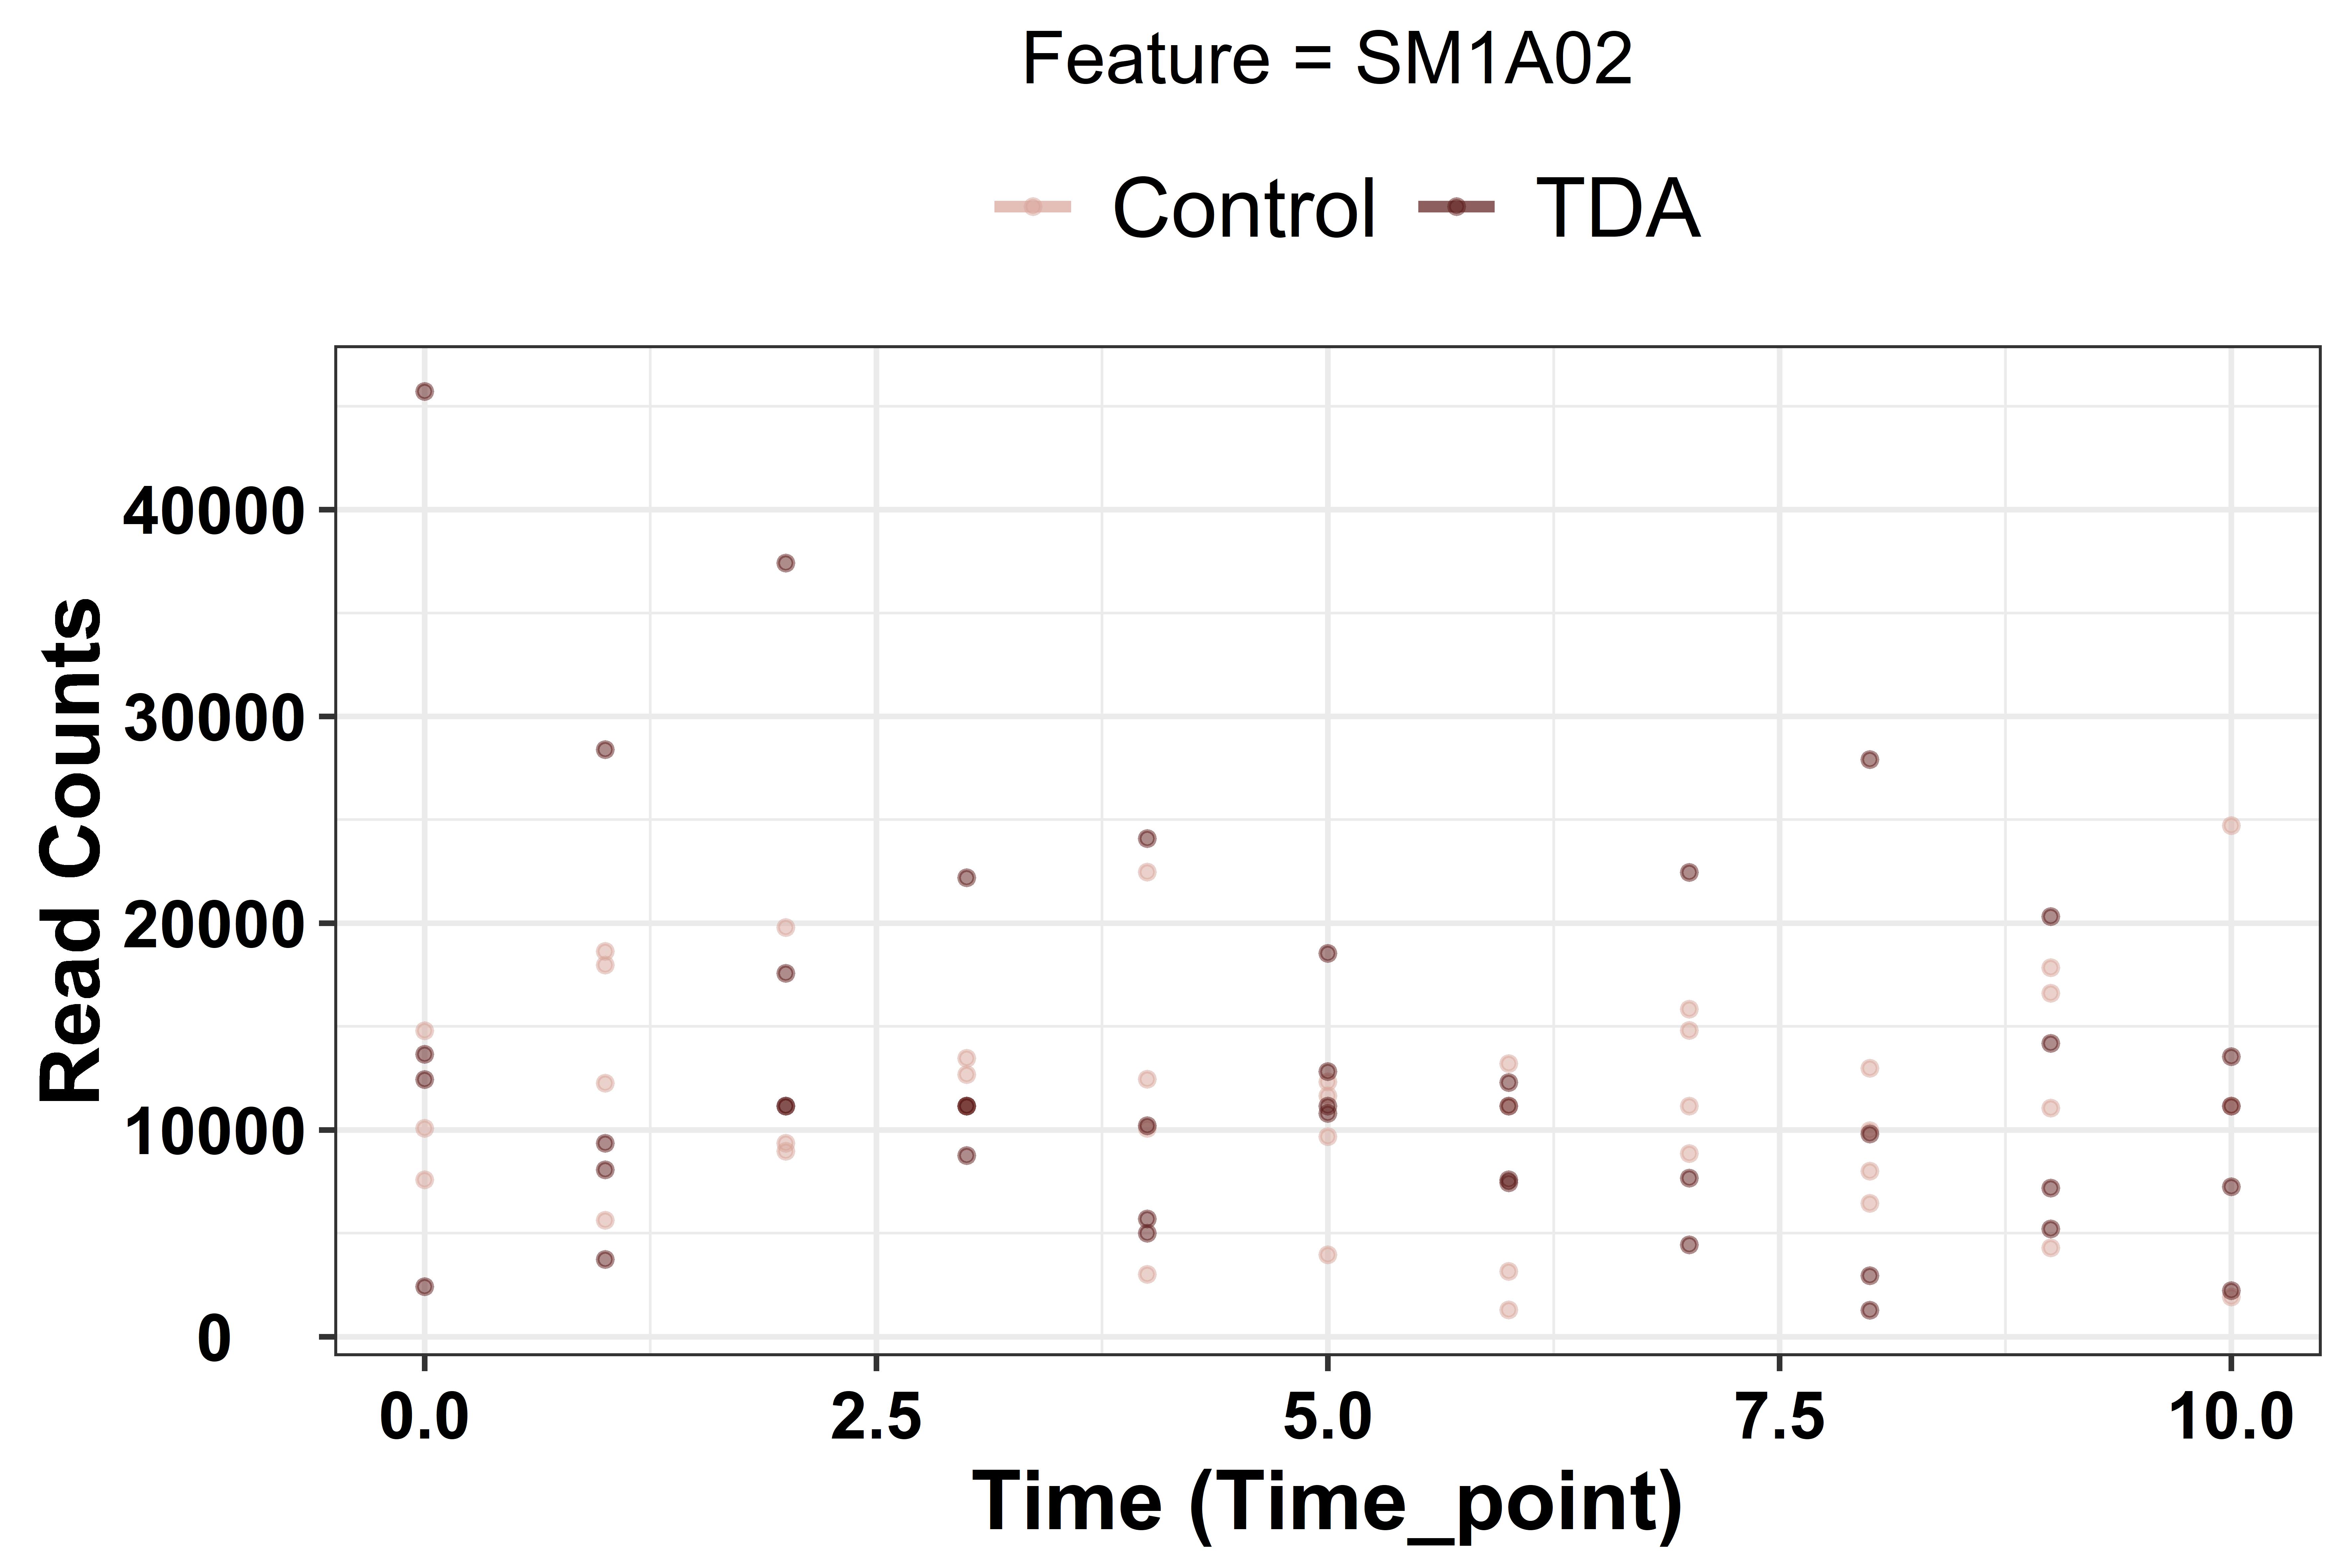 Feature = SM1A02
Control TDA
Read Counts
40000
30000
20000
10000
0
0.0 2.5 5.0 7.5 10.0
Time (Time_point)